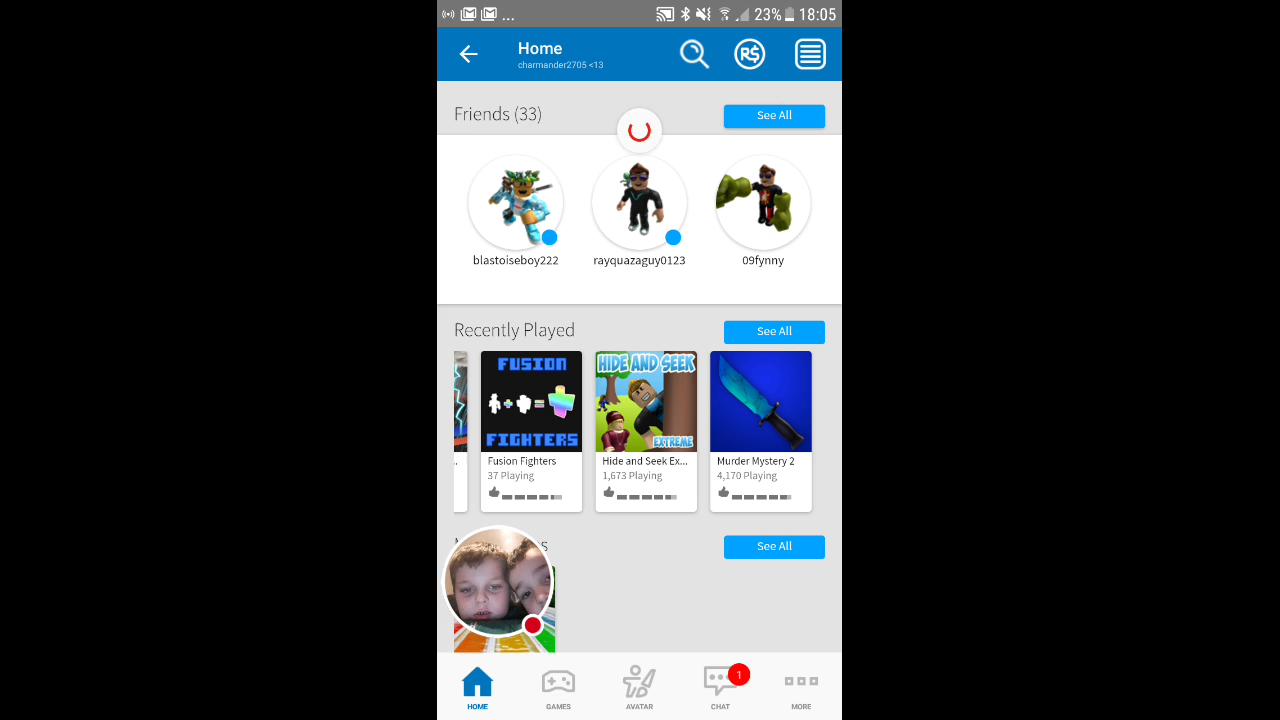 ... 23% 18:05
Home
charmander2705 <13
R$
Friends (33)
See All
blastoiseboy222
rayquazaguy0123
09fynny
Recently Played
See All
FUSION
FIGHTERS
HIDE AND SEEK
EXTREME
Fusion Fighters
Hide and Seek Ex...
Murder Mystery 2
37 Playing
1,673 Playing
4,170 Playing
See All
1
HOME
GAMES
AVATAR
CHAT
MORE